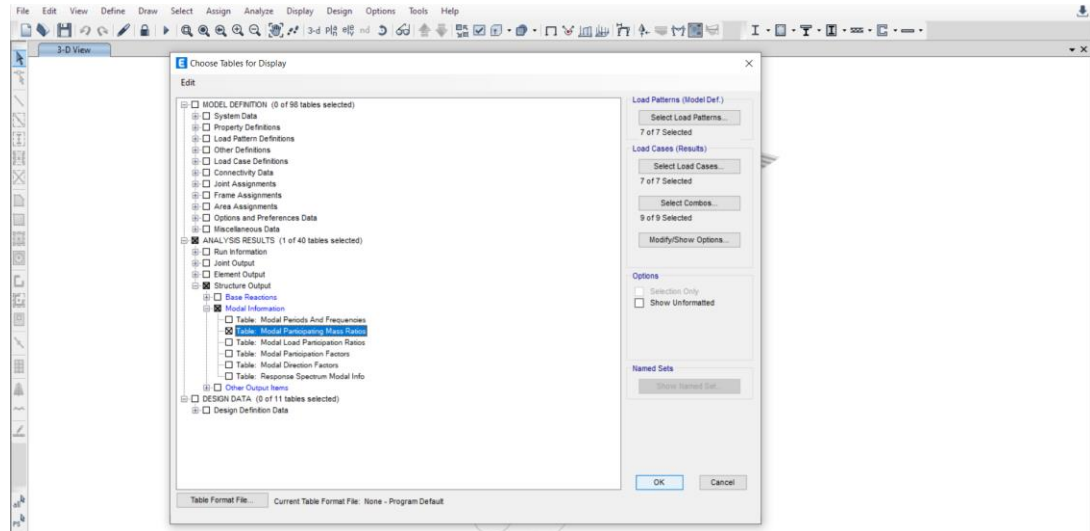 File Edit View Define Draw Select Assign Analyze Display Design Options Tools Help
3-d
nd
3-D View
Choose Tables for Display
Edit
MODEL DEFINITION (0 of 98 tables selected)
System Data
Property Definitions
Load Pattern Definitions
Other Definitions
Load Case Definitions
Connectivity Data
Joint Assignments
Frame Assignments
Area Assignments
Options and Preferences Data
Miscellaneous Data
ANALYSIS RESULTS (1 of 40 tables selected)
Run Information
Joint Output
Element Output
Structure Output
Base Reactions
Modal Information
Table: Modal Periods And Frequencies
Table: Modal Participating Mass Ratios
Table: Modal Load Participation Ratios
Table: Modal Participation Factors
Table: Modal Direction Factors
Table: Response Spectrum Modal Info
Other Output Items
DESIGN DATA (0 of 11 tables selected)
Design Definition Data
Load Patterns (Model Def.)
Select Load Patterns...
7 of 7 Selected
Load Cases (Results)
Select Load Cases...
7 of 7 Selected
Select Combos...
9 of 9 Selected
Modify/Show Options...
Options
Selection Only
Show Unformatted
Named Sets
Show Named Set...
OK Cancel
Table Format File... Current Table Format File: None - Program Default